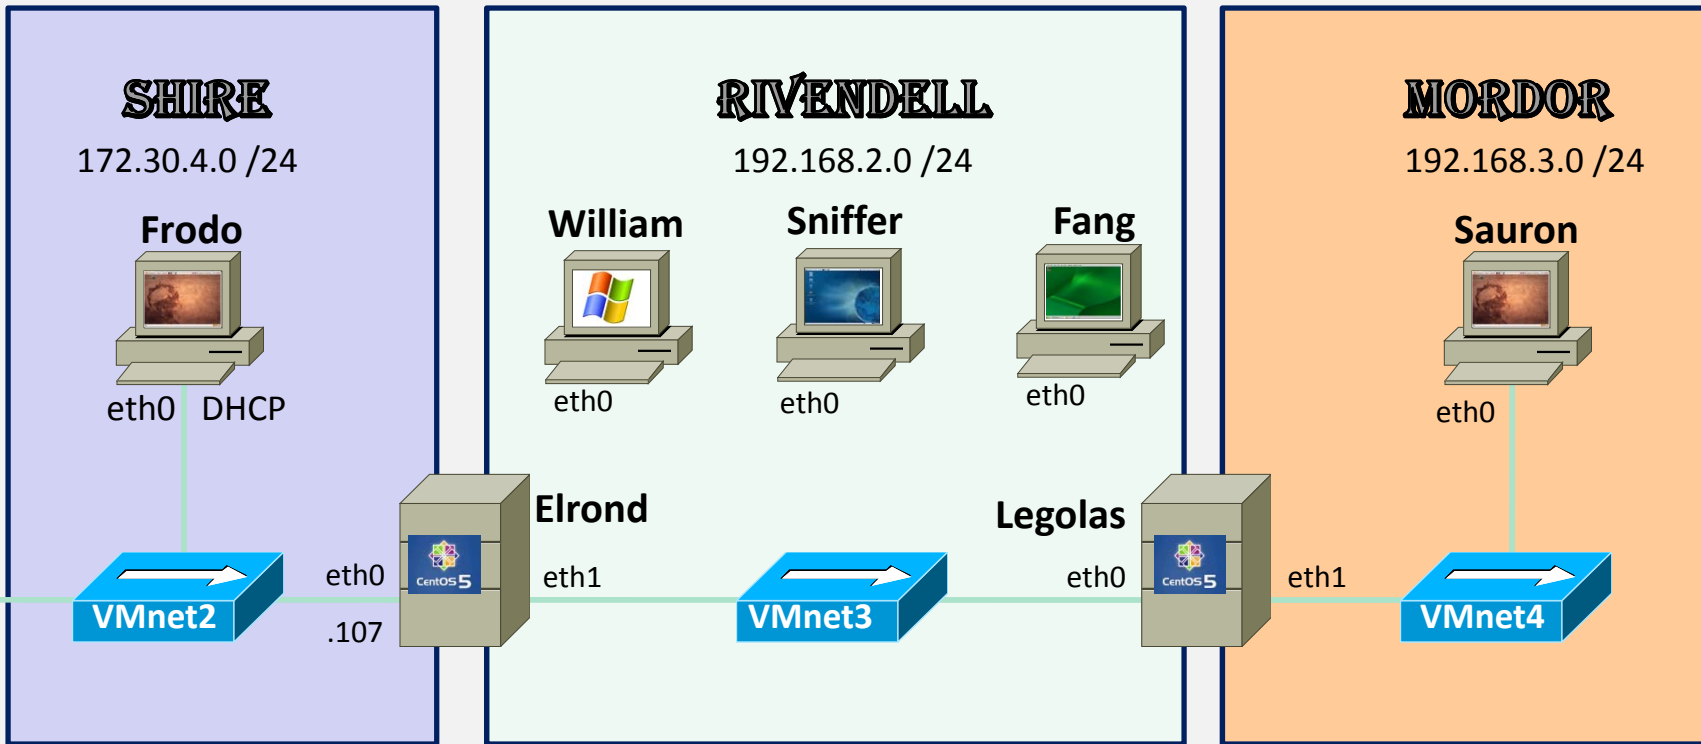 SHIRE
172.30.4.0 /24
Frodo
eth0 DHCP
VMnet2
eth0
.107
RIVENDELL
192.168.2.0 /24
William
eth0
Sniffer
eth0
Fang
eth0
Elrond
CentOS 5
eth1
VMnet3
Legolas
eth0
CentOS 5
MORDOR
192.168.3.0 /24
Sauron
eth0
eth1
VMnet4